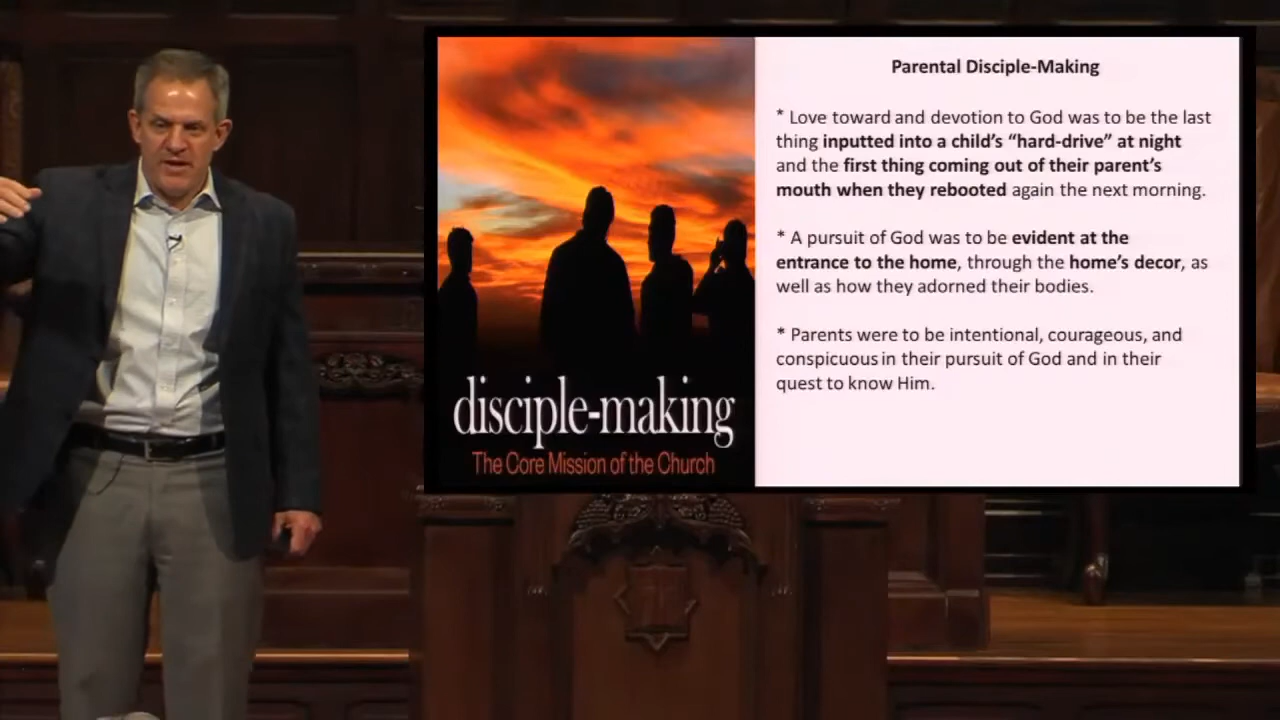 disciple-making
The Core Mission of the Church
Parental Disciple-Making
* Love toward and devotion to God was to be the last
thing inputted into a child’s “hard-drive” at night
and the first thing coming out of their parent’s
mouth when they rebooted again the next morning.
* A pursuit of God was to be evident at the
entrance to the home, through the home’s decor, as
well as how they adorned their bodies.
* Parents were to be intentional, courageous, and
conspicuous in their pursuit of God and in their
quest to know Him.